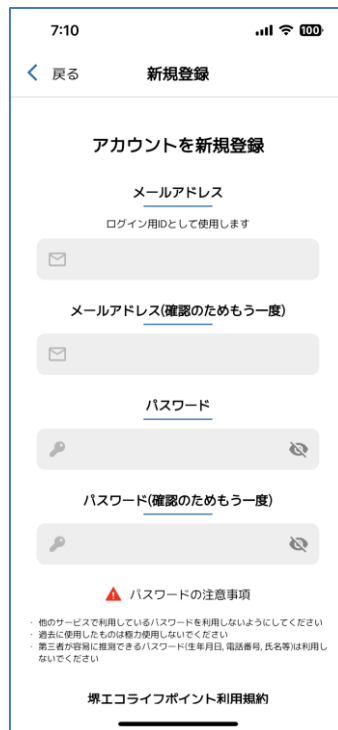 7:10
100
戻る 新規登録
アカウントを新規登録
メールアドレス
ログイン用IDとして使用します
メールアドレス(確認のためもう一度)
パスワード
パスワード(確認のためもう一度)
パスワードの注意事項
・ 他のサービスで利用しているパスワードを利用しないようにしてください
・ 過去に使用したものは極力使用しないでください
・ 第三者が容易に推測できるパスワード(生年月日, 電話番号, 氏名等)は利用し
ないでください
堺エコライフポイント利用規約